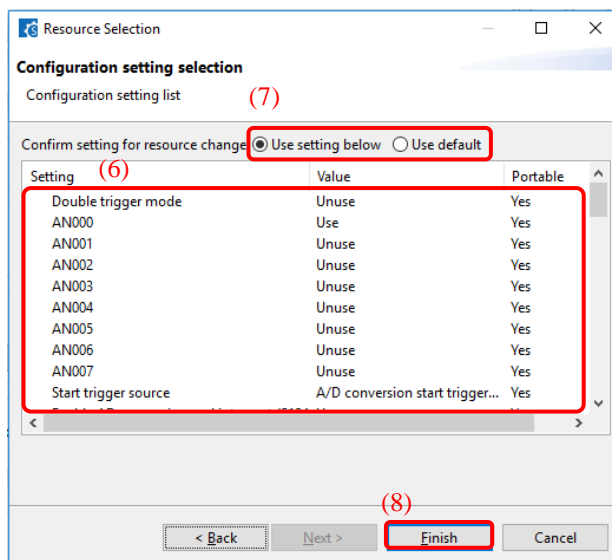 Resource Selection
Configuration setting selection
Configuration setting list
(7)
Confirm setting for resource change Use setting below Use default
(6)
Setting Value Portable
Double trigger mode Unuse Yes
AN000 Use Yes
AN001 Unuse Yes
AN002 Unuse Yes
AN003 Unuse Yes
AN004 Unuse Yes
AN005 Unuse Yes
AN006 Unuse Yes
AN007 Unuse Yes
Start trigger source A/D conversion start trigger... Yes
(8)
< Back Next > Finish Cancel